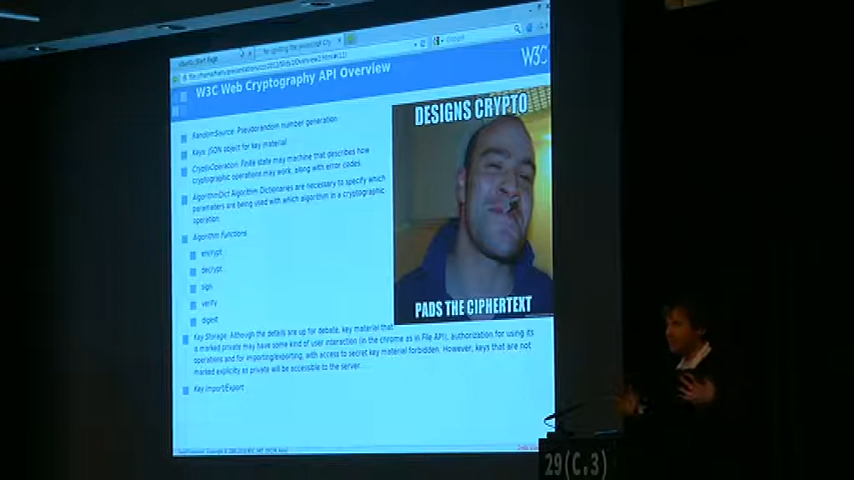 W3C Web Cryptography API Overview
W3C
RandomSource: Pseudorandom number generation
Keys: JSON object for key material
CryptoOperation: Finite state may machine that describes how
cryptographic operations may work, along with error codes.
AlgorithmDict Algorithm Dictionaries are necessary to specify which
parameters are being used with which algorithm in a cryptographic
operation.
Algorithm Functions
encrypt
decrypt
sign
verify
digest
Key Storage: Although the details are up for debate, key material that
is marked private may have some kind of user interaction (in the chrome as in File API), authorization for using its
operations and for importing/exporting, with access to secret key material forbidden. However, keys that are not
marked explicity as private will be accessible to the server.
Key Import/Export
DESIGNS CRYPTO
PADS THE CIPHERTEXT
29(C.3)